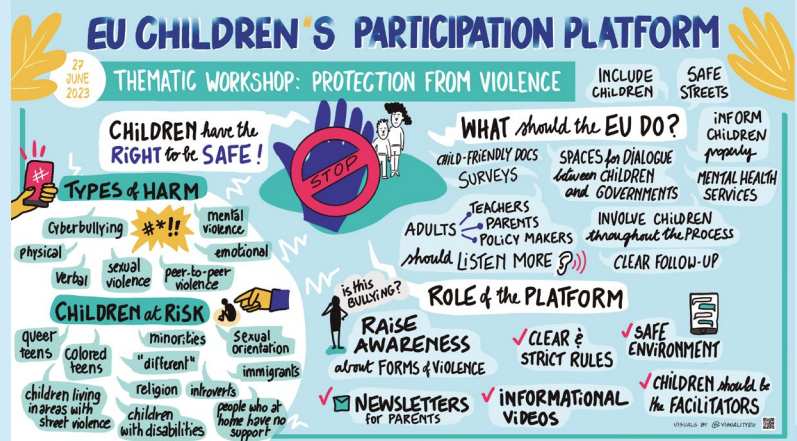 EU CHILDREN'S PARTICIPATION PLATFORM
27
JUNE
2023
THEMATIC WORKSHOP: PROTECTION FROM VIOLENCE
CHILDREN have the
RIGHT to be SAFE!
STOP
#
TYPES of HARM
Cyberbullying
#*!!
mental
violence
physical
emotional
Verbal
sexual
violence
peer-to-peer
violence
CHILDREN at RISK
queer
teens
Colored
teens
minorities
"different"
Sexual
orientation
immigrants
religion
introverts
children living
in areas with
street violence
children
with disabilities
people who at
home have no
support
WHAT should the EU DO?
INCLUDE
CHILDREN
SAFE
STREETS
INFORM
CHILDREN
properly
CHILD-FRIENDLY DOCS
SURVEYS
SPACES for DIALOGUE
between CHILDREN
and GOVERNMENTS
MENTAL HEALTH
SERVICES
ADULTS
TEACHERS
PARENTS
POLICY MAKERS
should LISTEN MORE
INVOLVE CHILDREN
throughout the PROCESS
CLEAR FOLLOW-UP
is this
BULLYING?
ROLE of the PLATFORM
RAISE
AWARENESS
about FORMS of VIOLENCE
CLEAR &
STRICT RULES
SAFE
ENVIRONMENT
NEWSLETTERS
for PARENTS
INFORMATIONAL
VIDEOS
CHILDREN should be
the FACILITATORS
VISUALS BY @VISUALITYEU